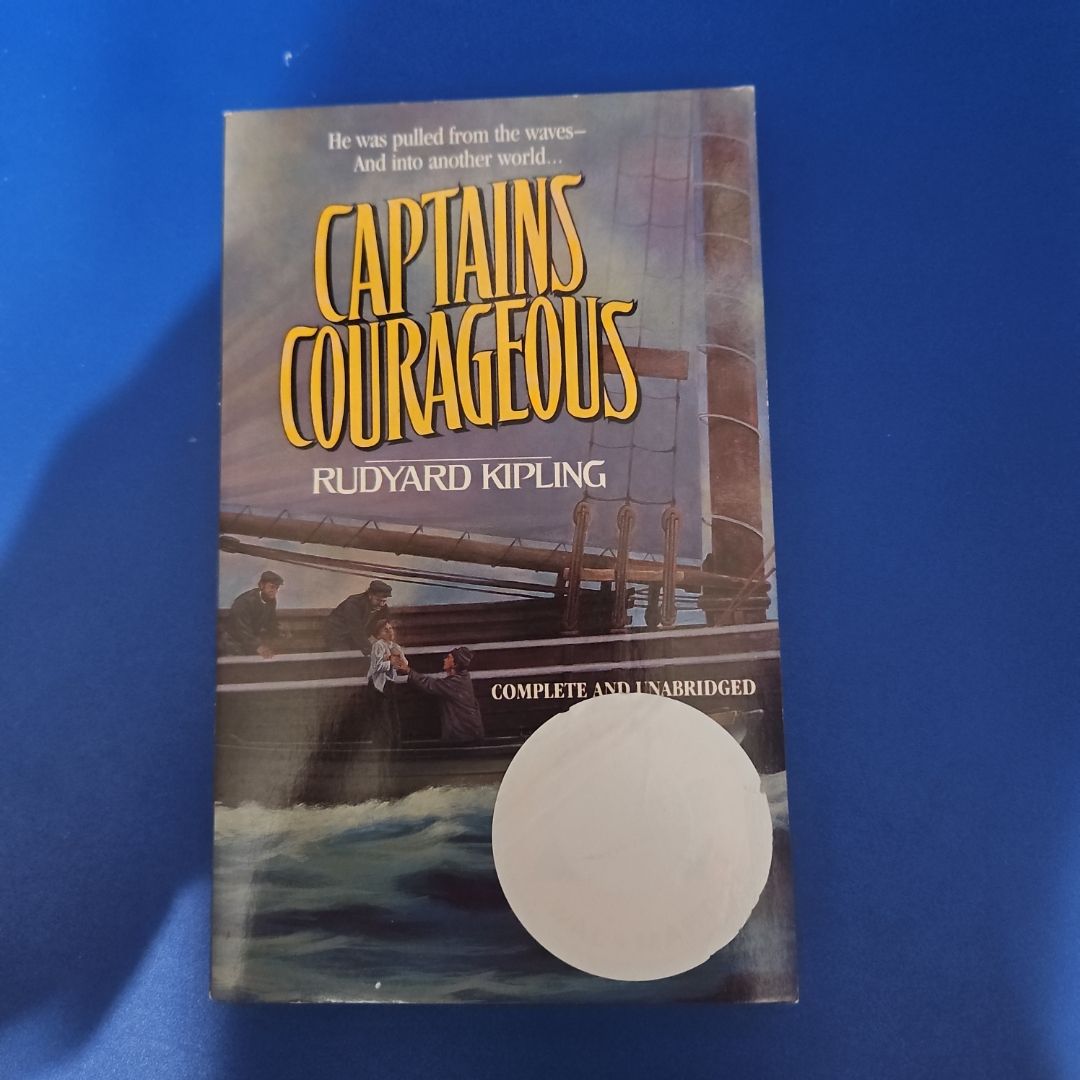 He was pulled from the waves–
And into another world...
CAPTAINS
COURAGEOUS
RUDYARD KIPLING
COMPLETE AND UNABRIDGED